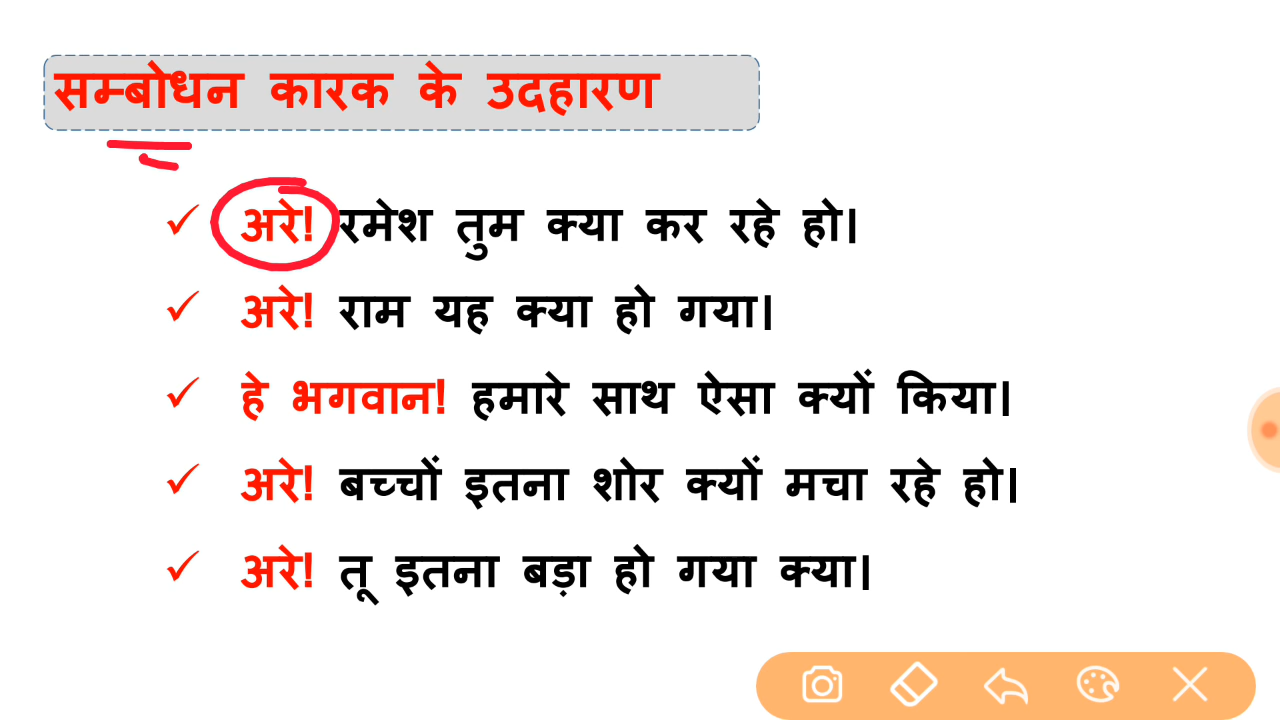 सम्बोधन कारक के उदहारण
अरे! रमेश तुम क्या कर रहे हो।
अरे! राम यह क्या हो गया।
हे भगवान! हमारे साथ ऐसा क्यों किया।
अरे! बच्चों इतना शोर क्यों मचा रहे हो।
अरे! तू इतना बड़ा हो गया क्या।